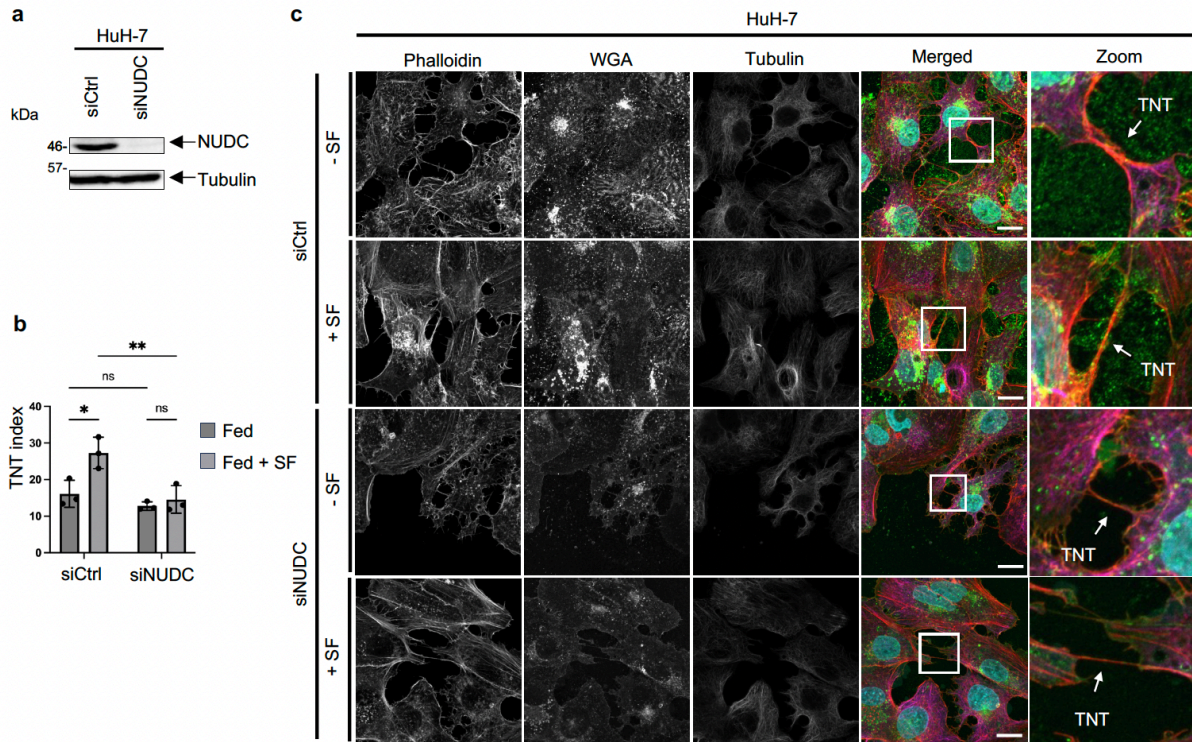 a
HuH-7
siCtrl
siNUDC
kDa
46-
NUDC
57-
Tubulin
b
**
ns
*
ns
40
30
20
10
0
TNT index
Fed
Fed + SF
siCtrl
siNUDC
c
HuH-7
Phalloidin
WGA
Tubulin
Merged
Zoom
siCtrl
- SF
TNT
+ SF
TNT
siNUDC
- SF
TNT
+ SF
TNT